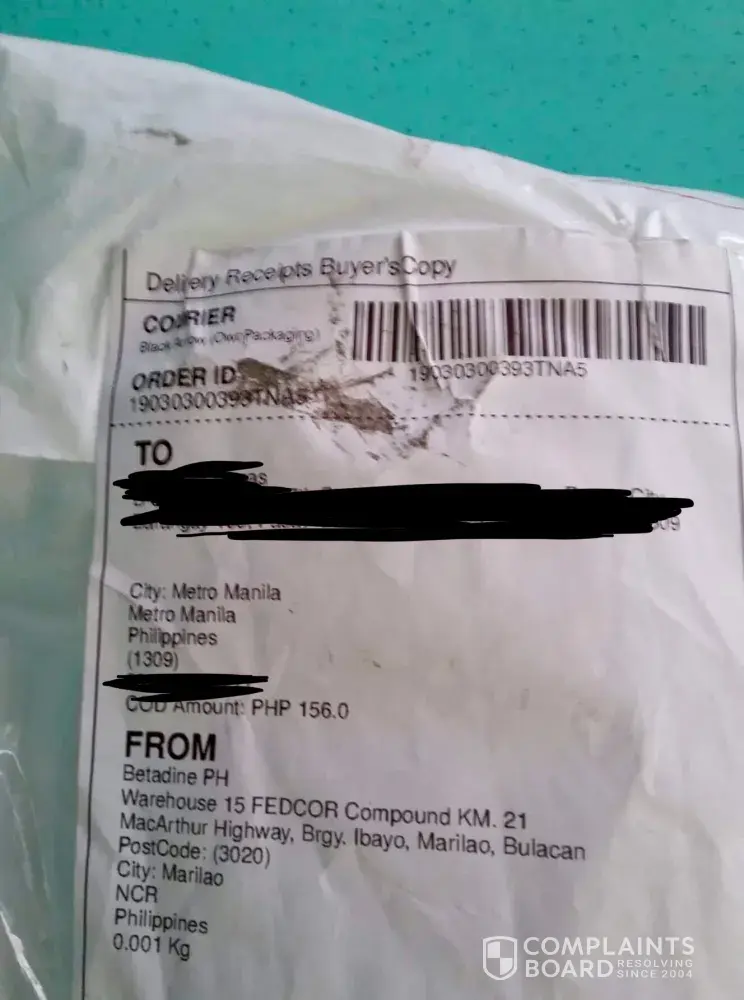 Delivery Receipts Buyer'sCopy
COURIER
Black Arrow (Own Packaging)
ORDER ID
19030300393TNA5
19030300393TNA5
TO
City: Metro Manila
Metro Manila
Philippines
(1309)
COD Amount: PHP 156.0
FROM
Betadine PH
Warehouse 15 FEDCOR Compound KM. 21
MacArthur Highway, Brgy. Ibayo, Marilao, Bulacan
PostCode: (3020)
City: Marilao
NCR
Philippines
0.001 Kg
COMPLAINTS
BOARD RESOLVING
SINCE 2004